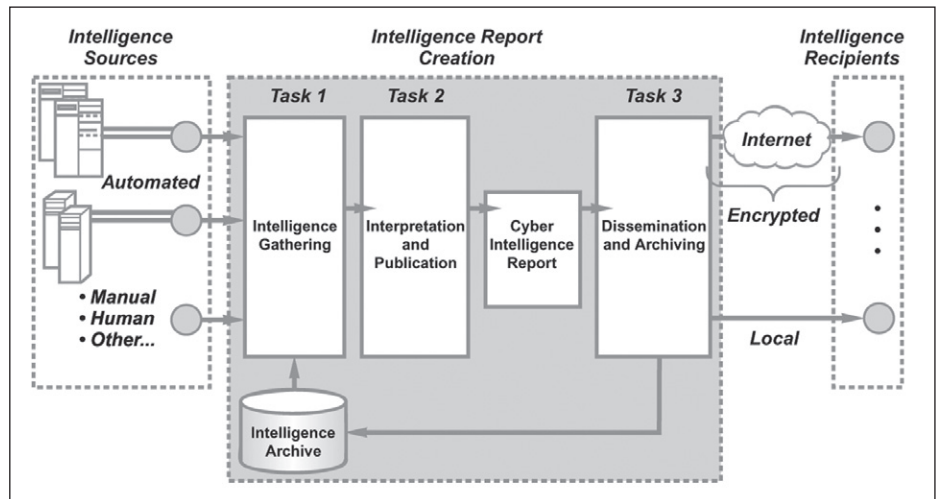 Intelligence
Sources
Intelligence Report
Creation
Intelligence
Recipients
Task 1
Task 2
Task 3
Automated
• Manual
• Human
• Other...
Intelligence
Gathering
Interpretation
and
Publication
Cyber
Intelligence
Report
Dissemination
and Archiving
Internet
Encrypted
Local
Intelligence
Archive